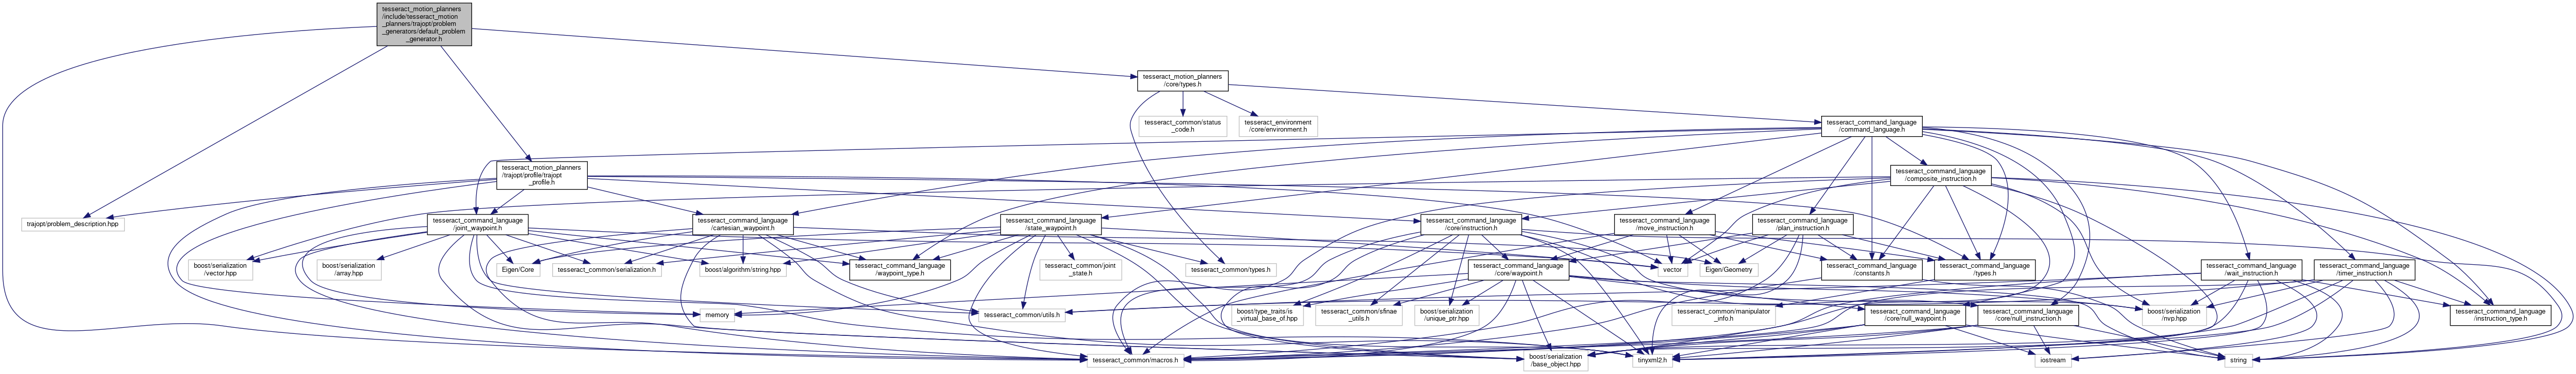 tesseract_motion_planners
/include/tesseract_motion
_planners/trajopt/problem
_generators/default_problem
_generator.h
tesseract_motion_planners
/core/types.h
tesseract_common/status
_code.h
tesseract_environment
/core/environment.h
tesseract_command_language
/command_language.h
tesseract_motion_planners
/trajopt/profile/trajopt
_profile.h
tesseract_command_language
/composite_instruction.h
trajopt/problem_description.hpp
tesseract_command_language
/joint_waypoint.h
tesseract_command_language
/cartesian_waypoint.h
tesseract_command_language
/state_waypoint.h
tesseract_command_language
/core/instruction.h
tesseract_command_language
/move_instruction.h
tesseract_command_language
/plan_instruction.h
boost/serialization
/vector.hpp
boost/serialization
/array.hpp
Eigen/Core
tesseract_common/serialization.h
boost/algorithm/string.hpp
tesseract_command_language
/waypoint_type.h
tesseract_common/joint
_state.h
tesseract_common/types.h
tesseract_command_language
/core/waypoint.h
vector
Eigen/Geometry
tesseract_command_language
/constants.h
tesseract_command_language
/types.h
tesseract_command_language
/wait_instruction.h
tesseract_command_language
/timer_instruction.h
memory
tesseract_common/utils.h
boost/type_traits/is
_virtual_base_of.hpp
tesseract_common/sfinae
_utils.h
boost/serialization
/unique_ptr.hpp
tesseract_common/manipulator
_info.h
tesseract_command_language
/core/null_waypoint.h
tesseract_command_language
/core/null_instruction.h
boost/serialization
/nvp.hpp
tesseract_command_language
/instruction_type.h
tesseract_common/macros.h
boost/serialization
/base_object.hpp
tinyxml2.h
iostream
string